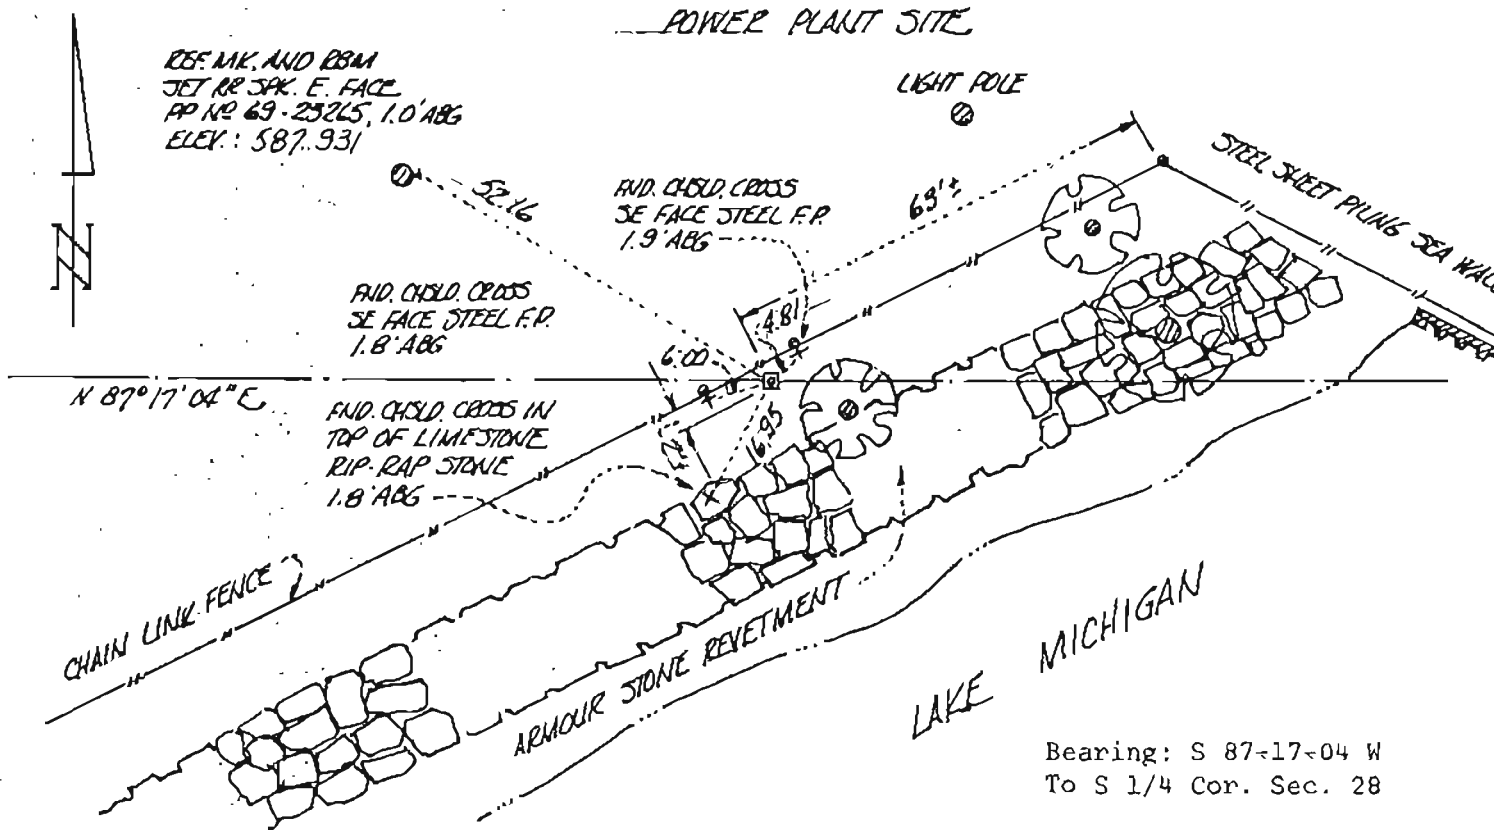 POWER PLANT SITE
REF. MK. AND RBM
SET RR SPK. E. FACE
PP Nº 69-25265, 1.0' ABG
ELEV.: 587.931
LIGHT POLE
STEEL SHEET PILING SEA WALL
52.16
FND. CHSLD. CROSS
SE FACE STEEL F.P.
1.9' ABG
63'±
FND. CHSLD. CROSS
SE FACE STEEL F.P.
1.8' ABG
4.81
6.00
N
N 87°17'04" E
FND. CHSLD. CROSS IN
TOP OF LIMESTONE
RIP-RAP STONE
1.8' ABG
6.95
CHAIN LINK FENCE
ARMOUR STONE REVETMENT
LAKE MICHIGAN
Bearing: S 87-17-04 W
To S 1/4 Cor. Sec. 28